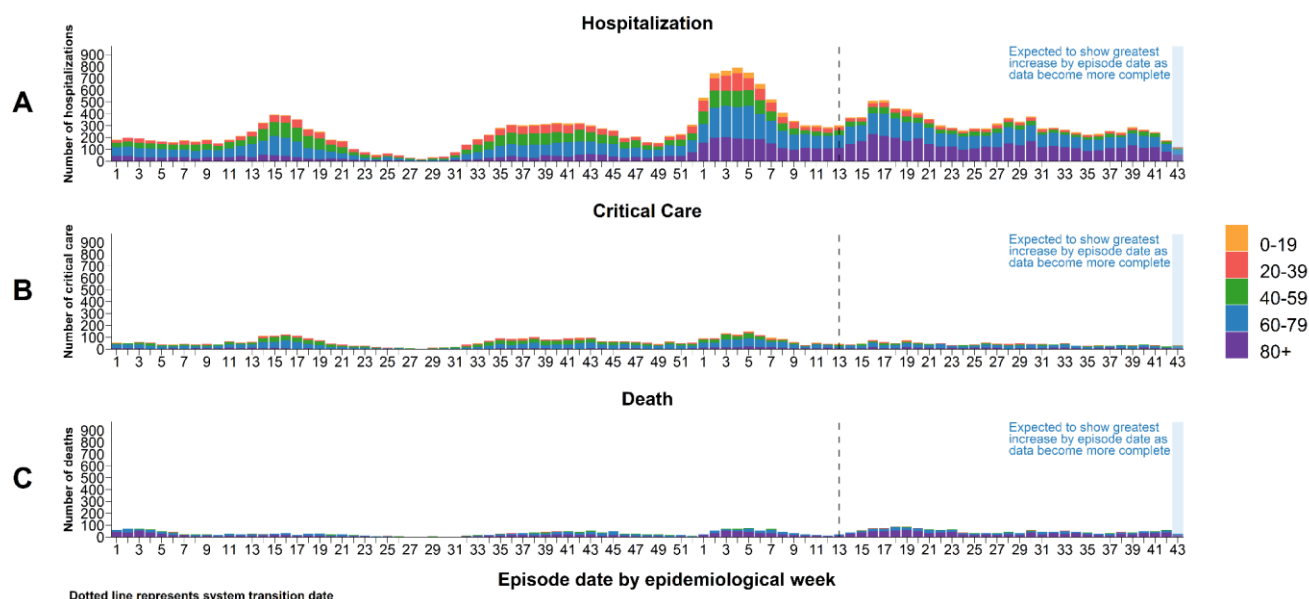 Hospitalization
A
Number of hospitalizations
900
800
700
600
500
400
300
200
100
0
Expected to show greatest
increase by episode date as
data become more complete
1 3 5 7 9 11 13 15 17 19 21 23 25 27 29 31 33 35 37 39 41 43 45 47 49 51 1 3 5 7 9 11 13 15 17 19 21 23 25 27 29 31 33 35 37 39 41 43
Critical Care
B
Number of critical care
900
800
700
600
500
400
300
200
100
0
Expected to show greatest
increase by episode date as
data become more complete
1 3 5 7 9 11 13 15 17 19 21 23 25 27 29 31 33 35 37 39 41 43 45 47 49 51 1 3 5 7 9 11 13 15 17 19 21 23 25 27 29 31 33 35 37 39 41 43
0-19
20-39
40-59
60-79
80+
Death
C
Number of deaths
900
800
700
600
500
400
300
200
100
0
Expected to show greatest
increase by episode date as
data become more complete
1 3 5 7 9 11 13 15 17 19 21 23 25 27 29 31 33 35 37 39 41 43 45 47 49 51 1 3 5 7 9 11 13 15 17 19 21 23 25 27 29 31 33 35 37 39 41 43
Episode date by epidemiological week
Dotted line represents system transition date